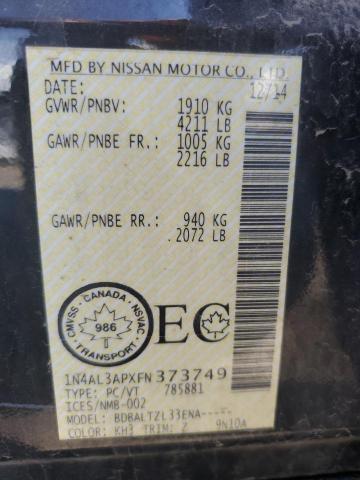 MFD BY NISSAN MOTOR CO., LTD.
DATE: 12/14
GVWR/PNBV: 1910 KG
4211 LB
GAWR/PNBE FR: 1005 KG
2216 LB
GAWR/PNBE RR: 940 KG
2072 LB
CMVSS - CANADA - NSVAC
986
TRANSPORT
EC
1N4AL3APXFN373749
TYPE: PC/VT 785881
ICES/NMB-002
MODEL: BDBALTZL33ENA-----
COLOR: KH3 TRIM: Z 9N10A